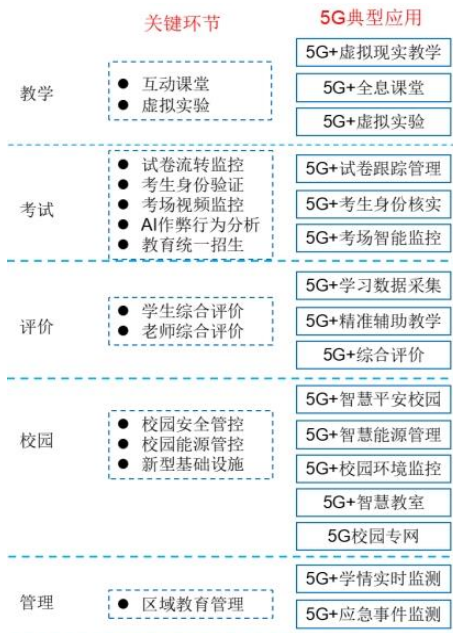 关键环节
5G典型应用
教学
● 互动课堂
● 虚拟实验
5G+虚拟现实教学
5G+全息课堂
5G+虚拟实验
考试
● 试卷流转监控
● 考生身份验证
● 考场视频监控
● AI作弊行为分析
● 教育统一招生
5G+试卷跟踪管理
5G+考生身份核实
5G+考场智能监控
评价
● 学生综合评价
● 老师综合评价
5G+学习数据采集
5G+精准辅助教学
5G+综合评价
校园
● 校园安全管控
● 校园能源管控
● 新型基础设施
5G+智慧平安校园
5G+智慧能源管理
5G+校园环境监控
5G+智慧教室
5G校园专网
管理
● 区域教育管理
5G+学情实时监测
5G+应急事件监测